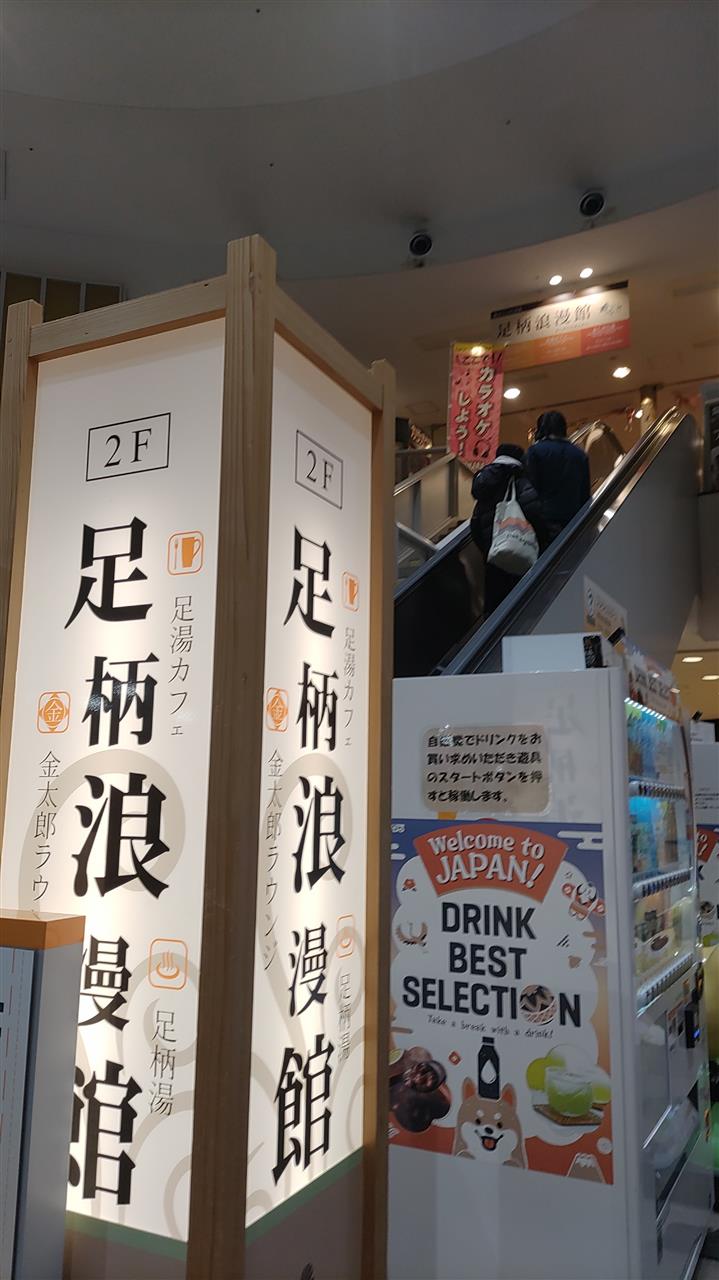 2F
足柄浪漫館
足湯カフェ
金
金太郎ラウ
足柄湯
2F
足柄浪漫館
足湯カフェ
金
金太郎ラウンジ
足柄湯
足柄浪漫館
カラオケ
しよう!
自販売でドリンクをお
買い求めいただき遊具
のスタートボタンを押
すと稼働します。
Welcome to
JAPAN!
DRINK
BEST
SELECTION
Take a break with a drink!